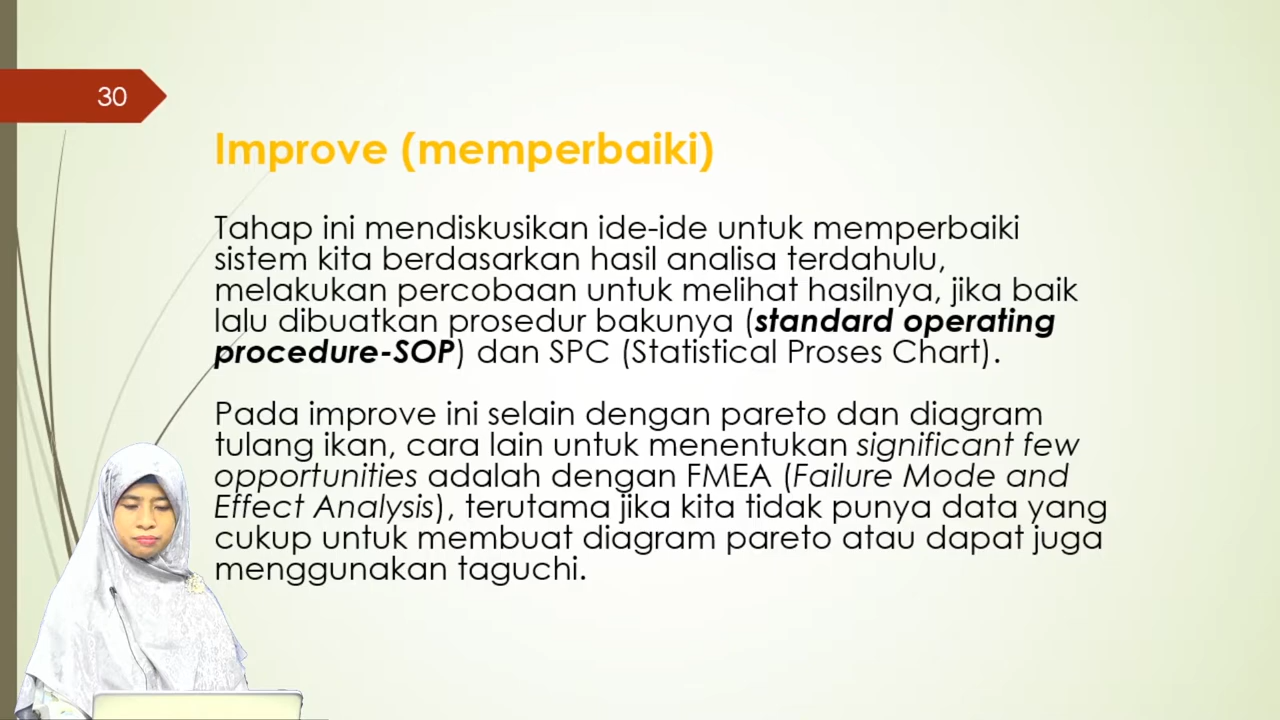 30
Improve (memperbaiki)
Tahap ini mendiskusikan ide-ide untuk memperbaiki
sistem kita berdasarkan hasil analisa terdahulu,
melakukan percobaan untuk melihat hasilnya, jika baik
lalu dibuatkan prosedur bakunya (standard operating
procedure-SOP) dan SPC (Statistical Proses Chart).
Pada improve ini selain dengan pareto dan diagram
tulang ikan, cara lain untuk menentukan significant few
opportunities adalah dengan FMEA (Failure Mode and
Effect Analysis), terutama jika kita tidak punya data yang
cukup untuk membuat diagram pareto atau dapat juga
menggunakan taguchi.